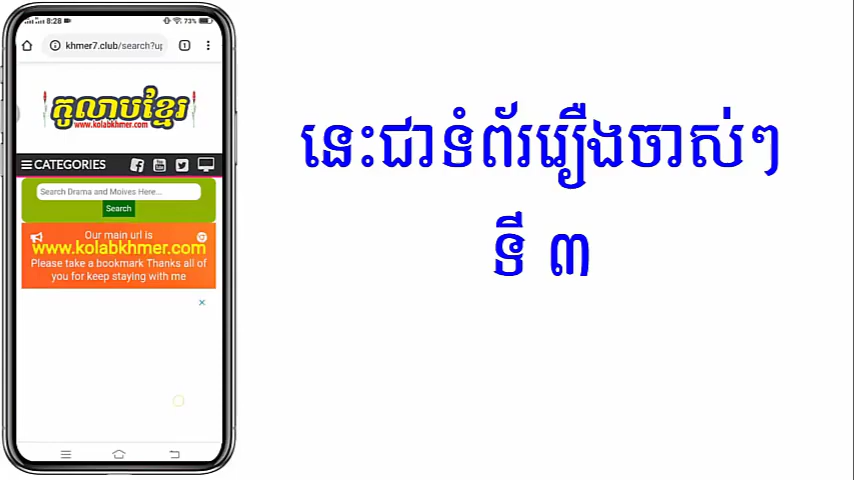 8:28
73%
khmer7.club/search?up
1
កូលាបខ្មែរ
www.kolabkhmer.com
CATEGORIES
Search Drama and Moives Here...
Search
Our main url is
www.kolabkhmer.com
Please take a bookmark Thanks all of
you for keep staying with me
នេះជាទំព័ររឿងចាស់ៗ
ទី ៣